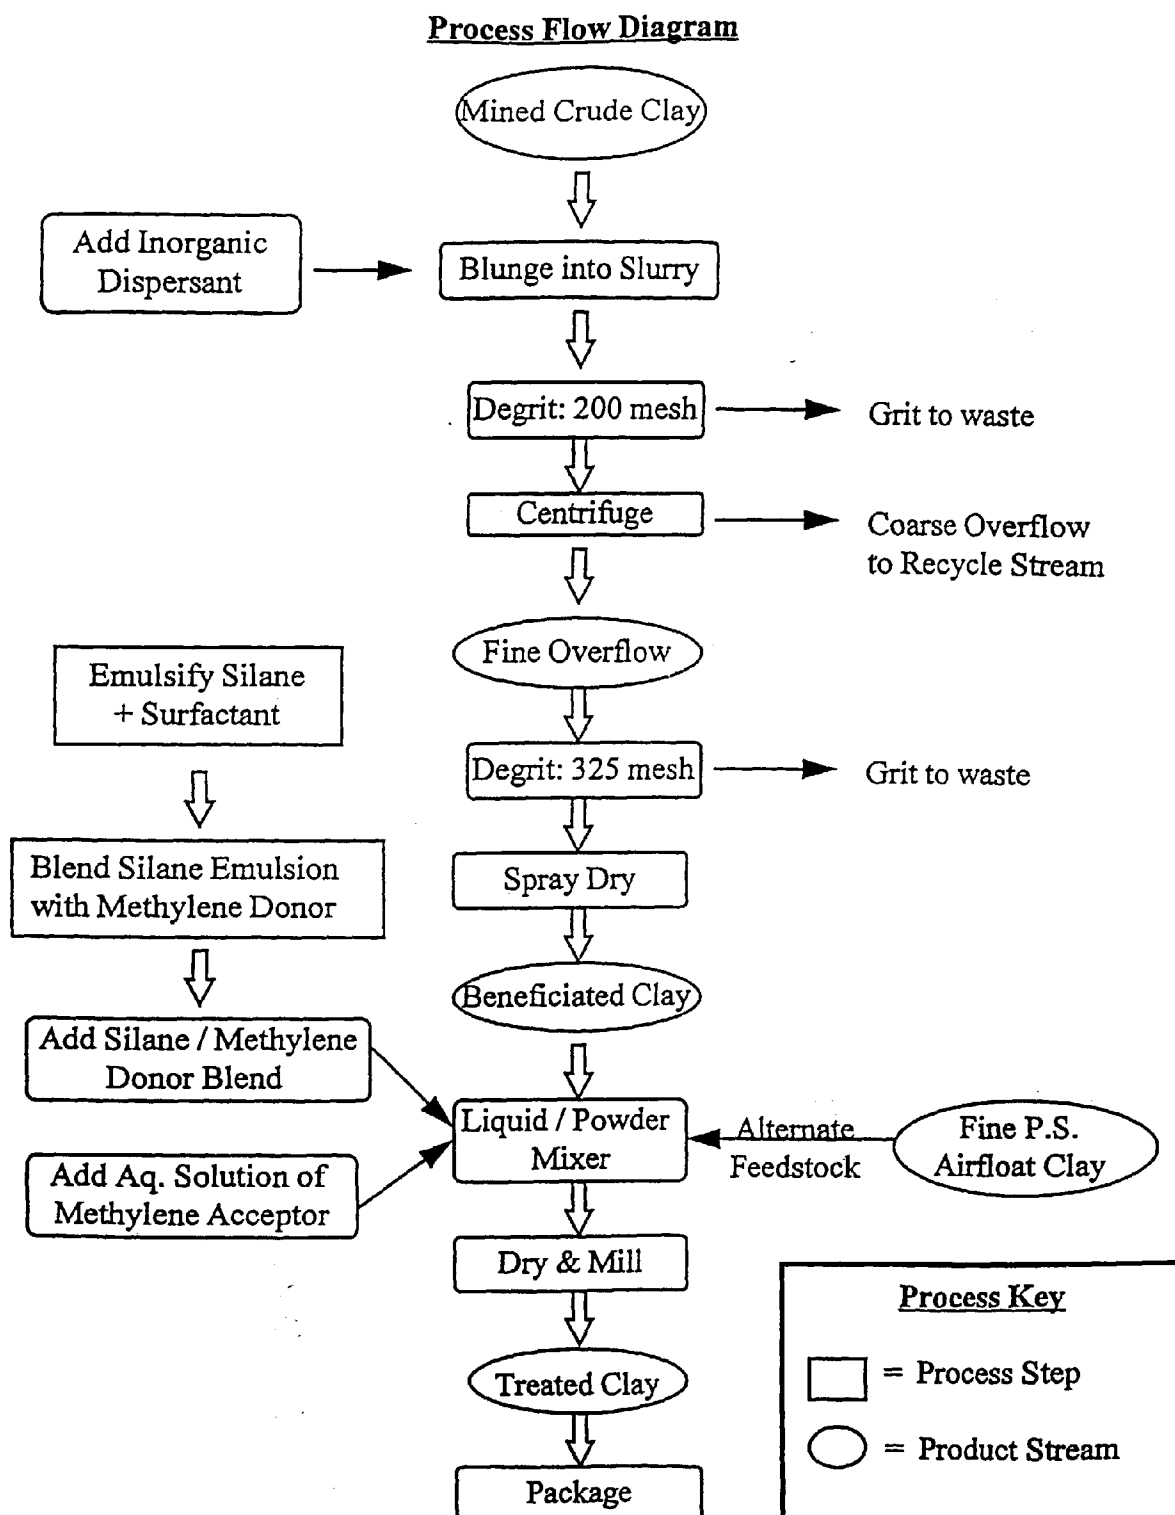 Process Flow Diagram
Mined Crude Clay
Add Inorganic
Dispersant
Blunge into Slurry
Degrit: 200 mesh
Grit to waste
Centrifuge
Coarse Overflow
to Recycle Stream
Fine Overflow
Emulsify Silane
+ Surfactant
Degrit: 325 mesh
Grit to waste
Blend Silane Emulsion
with Methylene Donor
Spray Dry
Beneficiated Clay
Add Silane / Methylene
Donor Blend
Liquid / Powder
Mixer
Alternate
Feedstock
Fine P.S.
Airfloat Clay
Add Aq. Solution of
Methylene Acceptor
Dry & Mill
Process Key
= Process Step
Treated Clay
= Product Stream
Package